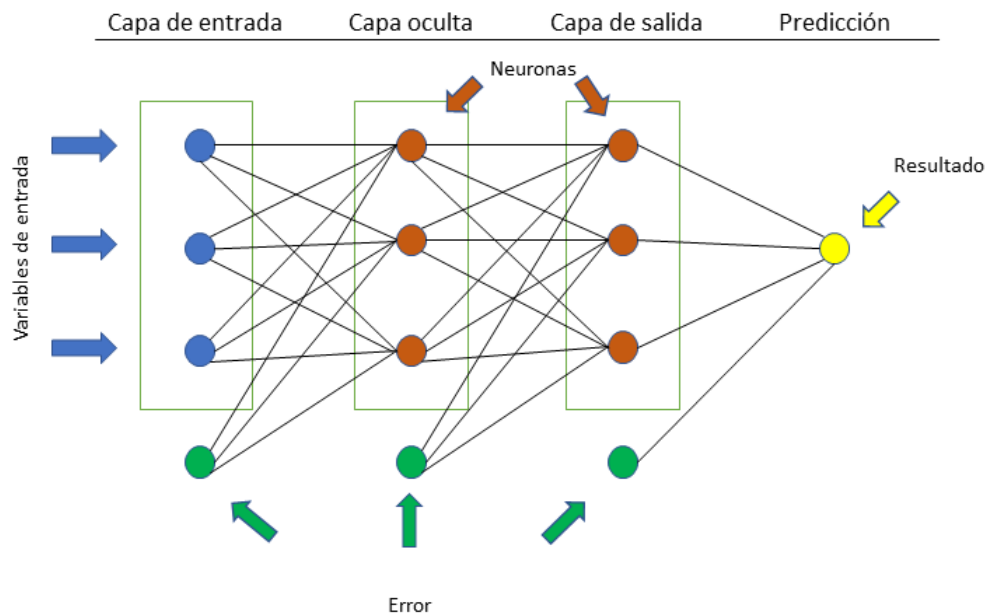 Capa de entrada
Capa oculta
Capa de salida
Predicción
Neuronas
Resultado
Variables de entrada
Error